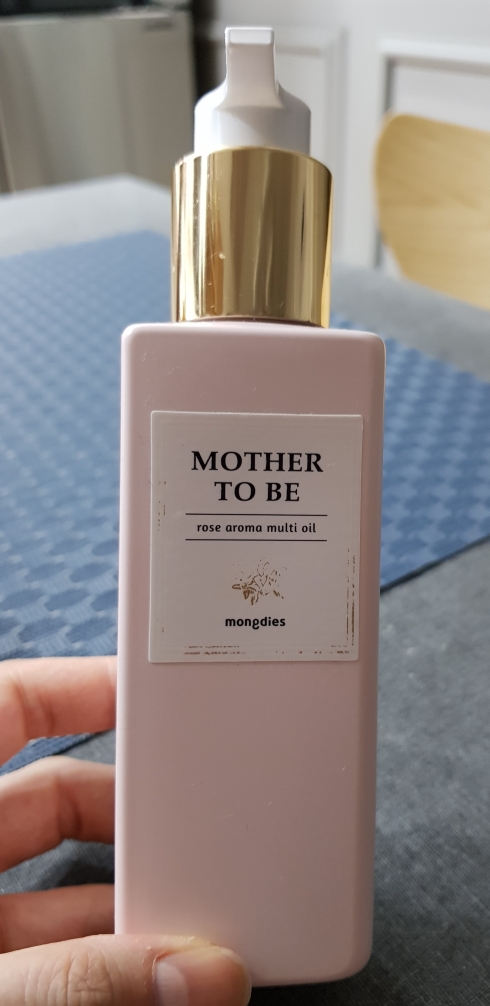 MOTHER
TO BE
rose aroma multi oil
mongdies